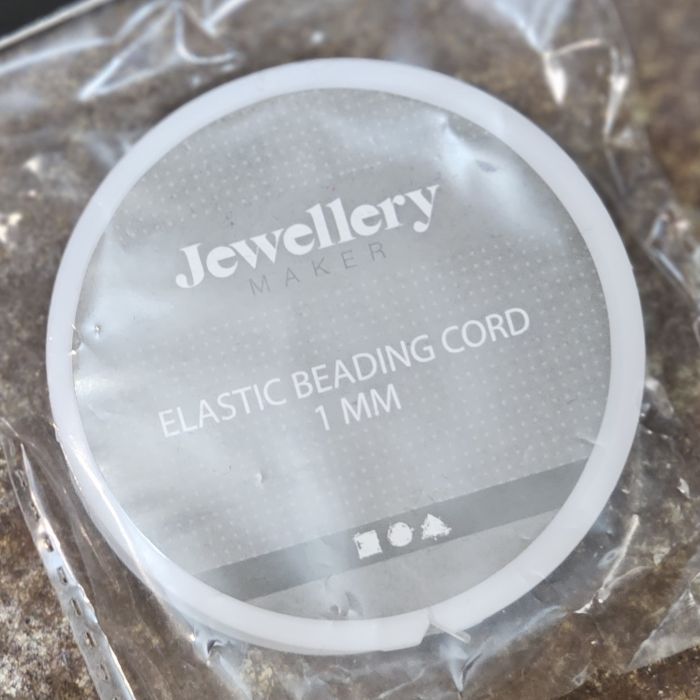 Jewellery
MAKER
ELASTIC BEADING CORD
1 MM